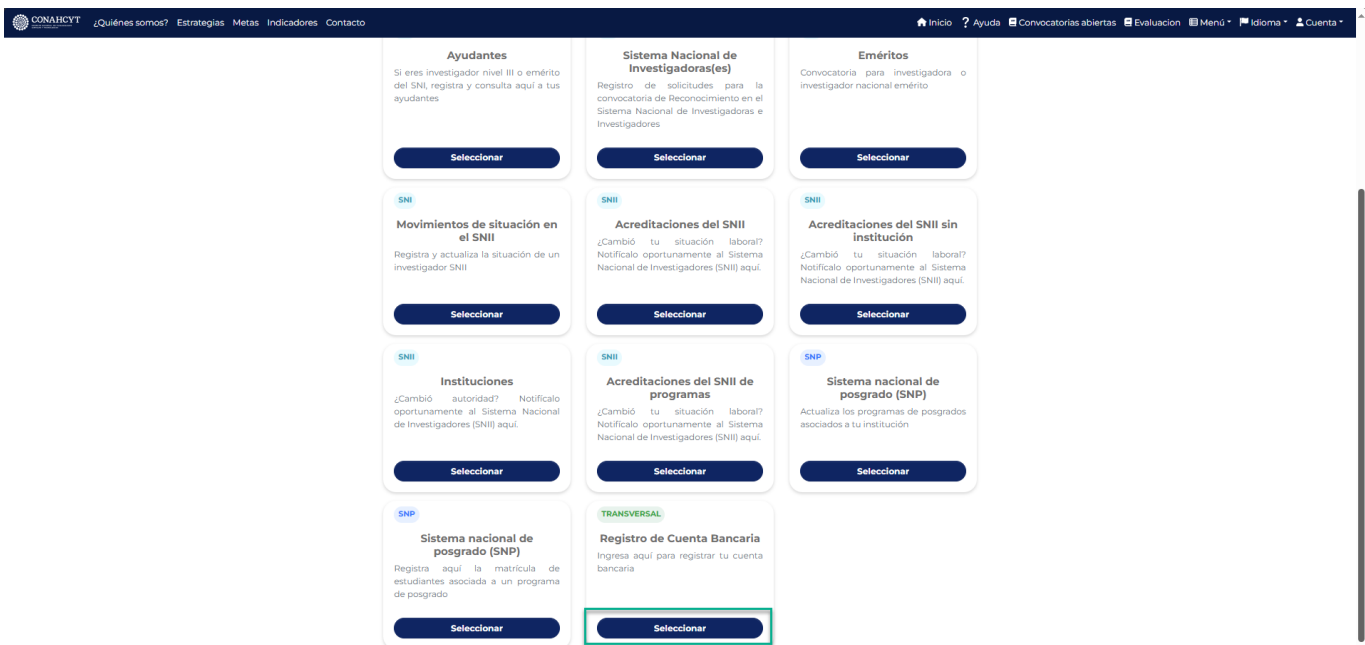 CONAHCYT ¿Quiénes somos? Estrategias Metas Indicadores Contacto Inicio ? Ayuda Convocatorias abiertas Evaluacion Menú Idioma Cuenta
Ayudantes
Si eres investigador nivel III o emérito
del SNI, registra y consulta aquí a tus
ayudantes
Seleccionar
Sistema Nacional de
Investigadoras(es)
Registro de solicitudes para la
convocatoria de Reconocimiento en el
Sistema Nacional de Investigadoras e
Investigadores
Seleccionar
Eméritos
Convocatoria para investigadora o
investigador nacional emérito
Seleccionar
SNI
Movimientos de situación en
el SNII
Registra y actualiza la situación de un
investigador SNII
Seleccionar
SNII
Acreditaciones del SNII
¿Cambió tu situación laboral?
Notifícalo oportunamente al Sistema
Nacional de Investigadores (SNII) aquí.
Seleccionar
SNII
Acreditaciones del SNII sin
institución
¿Cambió tu situación laboral?
Notifícalo oportunamente al Sistema
Nacional de Investigadores (SNII) aquí.
Seleccionar
SNII
Instituciones
¿Cambió autoridad? Notifícalo
oportunamente al Sistema Nacional
de Investigadores (SNII) aquí.
Seleccionar
SNII
Acreditaciones del SNII de
programas
¿Cambió tu situación laboral?
Notifícalo oportunamente al Sistema
Nacional de Investigadores (SNII) aquí.
Seleccionar
SNP
Sistema nacional de
posgrado (SNP)
Actualiza los programas de posgrados
asociados a tu institución
Seleccionar
SNP
Sistema nacional de
posgrado (SNP)
Registra aquí la matrícula de
estudiantes asociada a un programa
de posgrado
Seleccionar
TRANSVERSAL
Registro de Cuenta Bancaria
Ingresa aquí para registrar tu cuenta
bancaria
Seleccionar